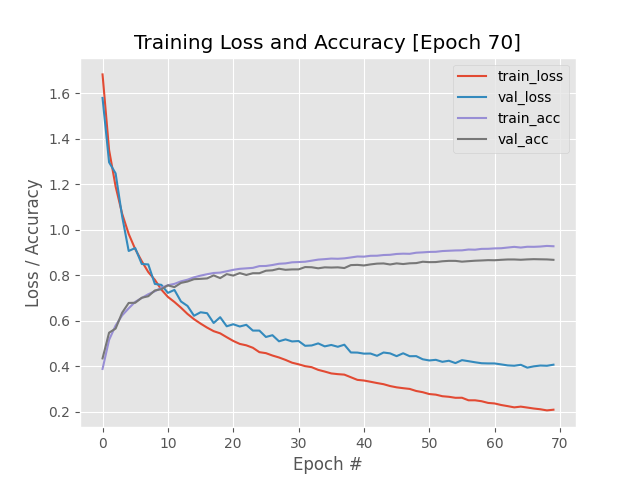 Training Loss and Accuracy [Epoch 70]
train_loss
val_loss
train_acc
val_acc
Loss / Accuracy
1.6
1.4
1.2
1.0
0.8
0.6
0.4
0.2
0 10 20 30 40 50 60 70
Epoch #